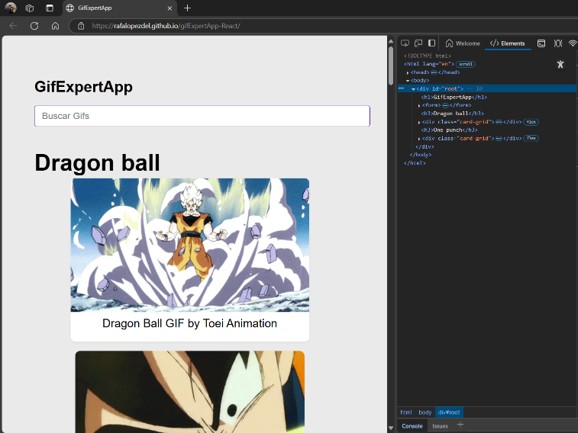 GifExpertApp
https://rafalopezdel.github.io/gifExpertApp-React/
GifExpertApp
Buscar Gifs
Dragon ball
Dragon Ball GIF by Toei Animation
Welcome
Elements
<!DOCTYPE html>
<html lang="en"> scroll
<head>
</head>
<body>
<div id="root">
<h1>GifExpertApp</h1>
<form>
</form>
<h3>Dragon ball</h3>
<div class="card-grid">
</div>
<h3>One punch</h3>
<div class="card-grid">
</div>
</div>
</body>
</html>
html body div#root
Console Issues